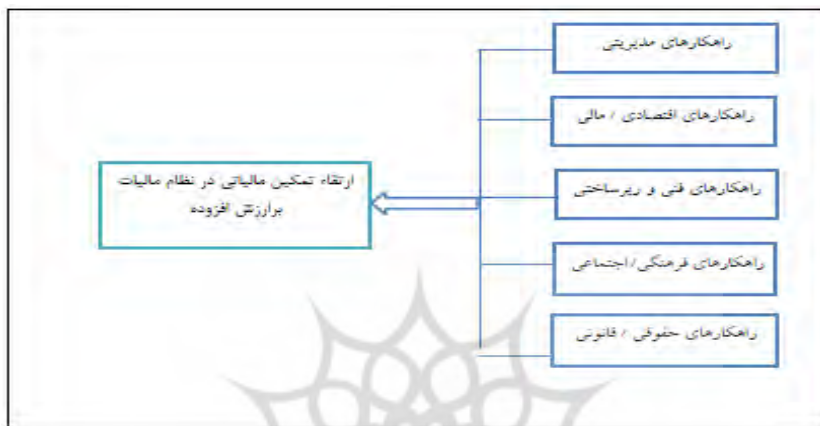 راهکارهای مدیریتی
راهکارهای اقتصادی / مالی
ارتقاء تمکین مالیاتی در نظام مالیات
برارزش افزوده
راهکارهای فنی و زیرساختی
راهکارهای فرهنگی/ اجتماعی
راهکارهای حقوقی / قانونی